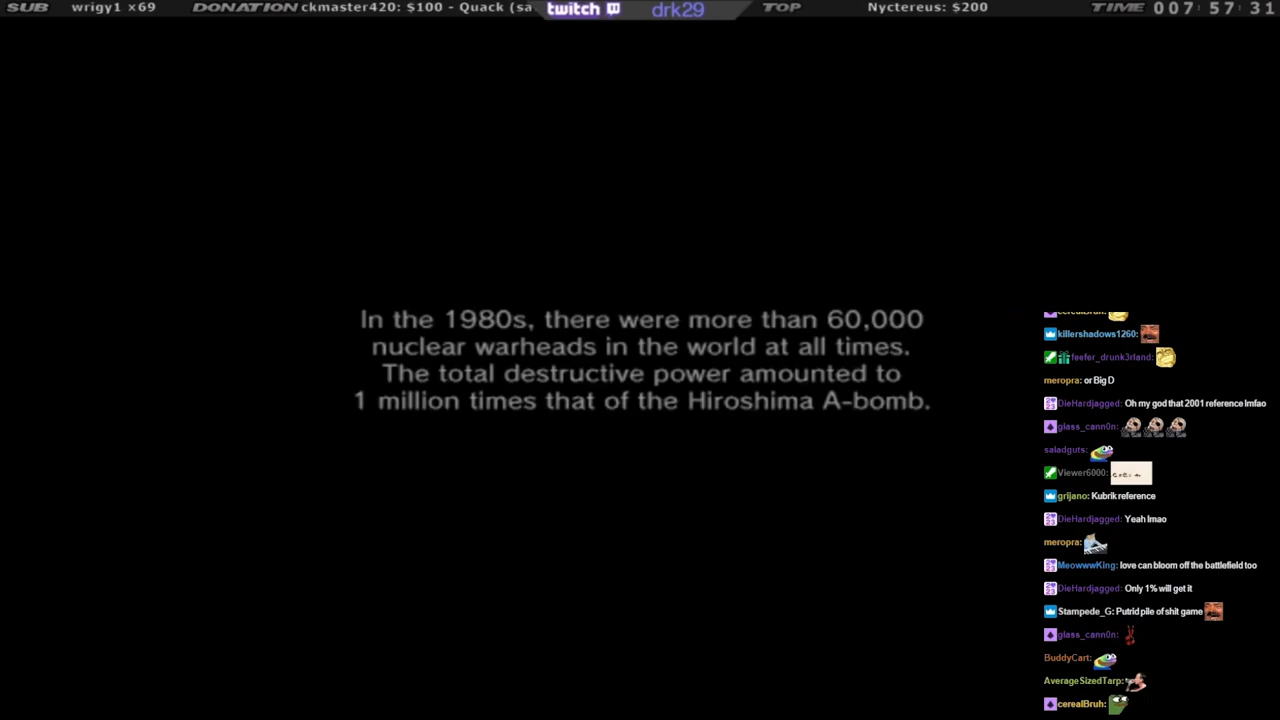 SUB wrigy1 ×69 DONATION ckmaster420: $100 - Quack (sa twitch drk29 TOP Nyctereus: $200 TIME 007:57:31
In the 1980s, there were more than 60,000
nuclear warheads in the world at all times.
The total destructive power amounted to
1 million times that of the Hiroshima A-bomb.
cerealBruh:
killershadows1260:
feefer_drunk3rland:
meropra: or Big D
DieHardjagged: Oh my god that 2001 reference lmfao
glass_cann0n:
saladguts:
Viewer6000:
grijano: Kubrik reference
DieHardjagged: Yeah lmao
meropra:
MeowwwKing: love can bloom off the battlefield too
DieHardjagged: Only 1% will get it
Stampede_G: Putrid pile of shit game
glass_cann0n:
BuddyCart:
AverageSizedTarp:
cerealBruh: